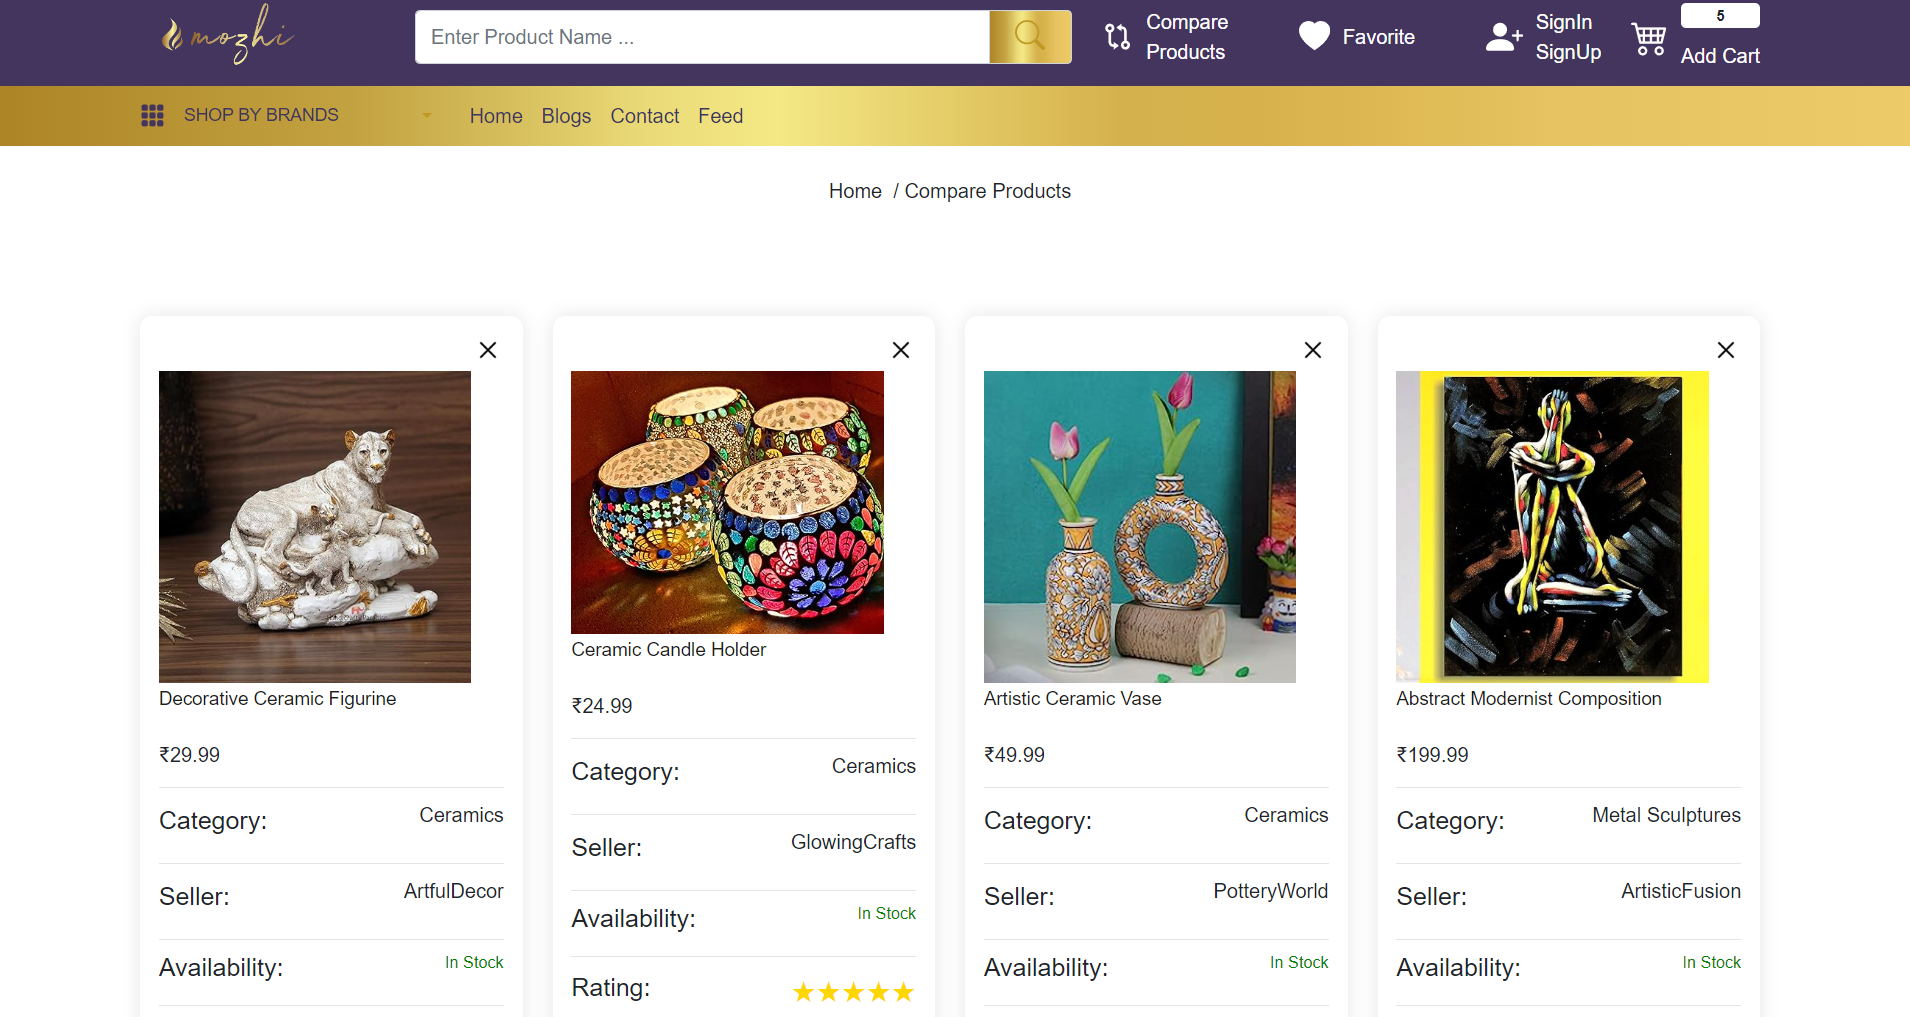 mozhi
Enter Product Name ...
Compare
Products
Favorite
SignIn
SignUp
5
Add Cart
SHOP BY BRANDS
Home
Blogs
Contact
Feed
Home / Compare Products
Decorative Ceramic Figurine
₹29.99
Category: Ceramics
Seller: ArtfulDecor
Availability: In Stock
Ceramic Candle Holder
₹24.99
Category: Ceramics
Seller: GlowingCrafts
Availability: In Stock
Rating: ★★★★★
Artistic Ceramic Vase
₹49.99
Category: Ceramics
Seller: PotteryWorld
Availability: In Stock
Abstract Modernist Composition
₹199.99
Category: Metal Sculptures
Seller: ArtisticFusion
Availability: In Stock